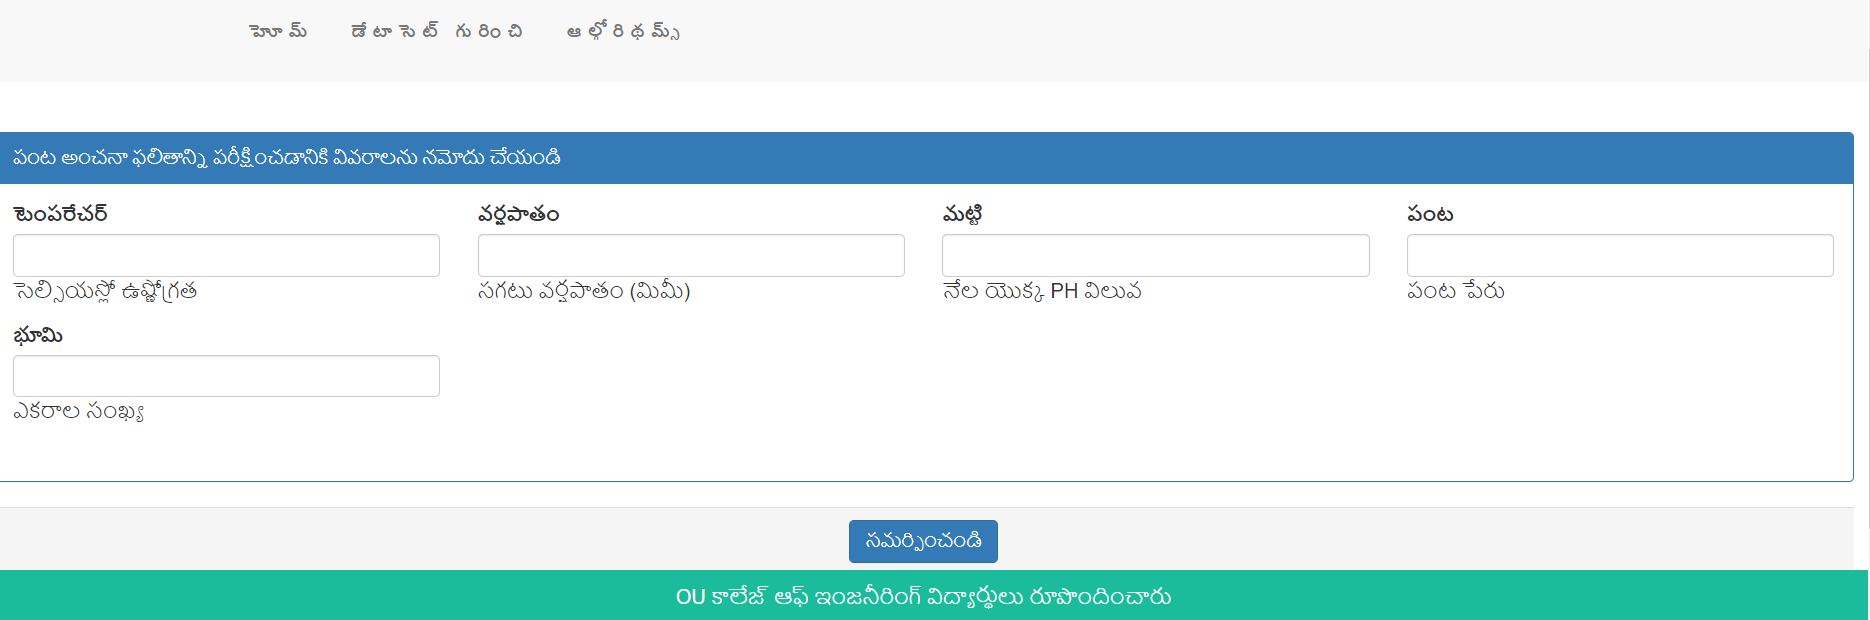 హెూమ్ డేటాసెట్ గురించి ఆల్గోరిథమ్స్
పంట అంచనా ఫలితాన్ని పరీక్షించడానికి వివరాలను నమోదు చేయండి
టెంపరేచర్ వర్షపాతం మట్టి పంట
సెల్సియస్లో ఉష్ణోగ్రత సగటు వర్షపాతం (మిమీ) నేల యొక్క PH విలువ పంట పేరు
భూమి
ఎకరాల సంఖ్య
సమర్పించండి
OU కాలేజ్ ఆఫ్ ఇంజనీరింగ్ విద్యార్థులు రూపొందించారు